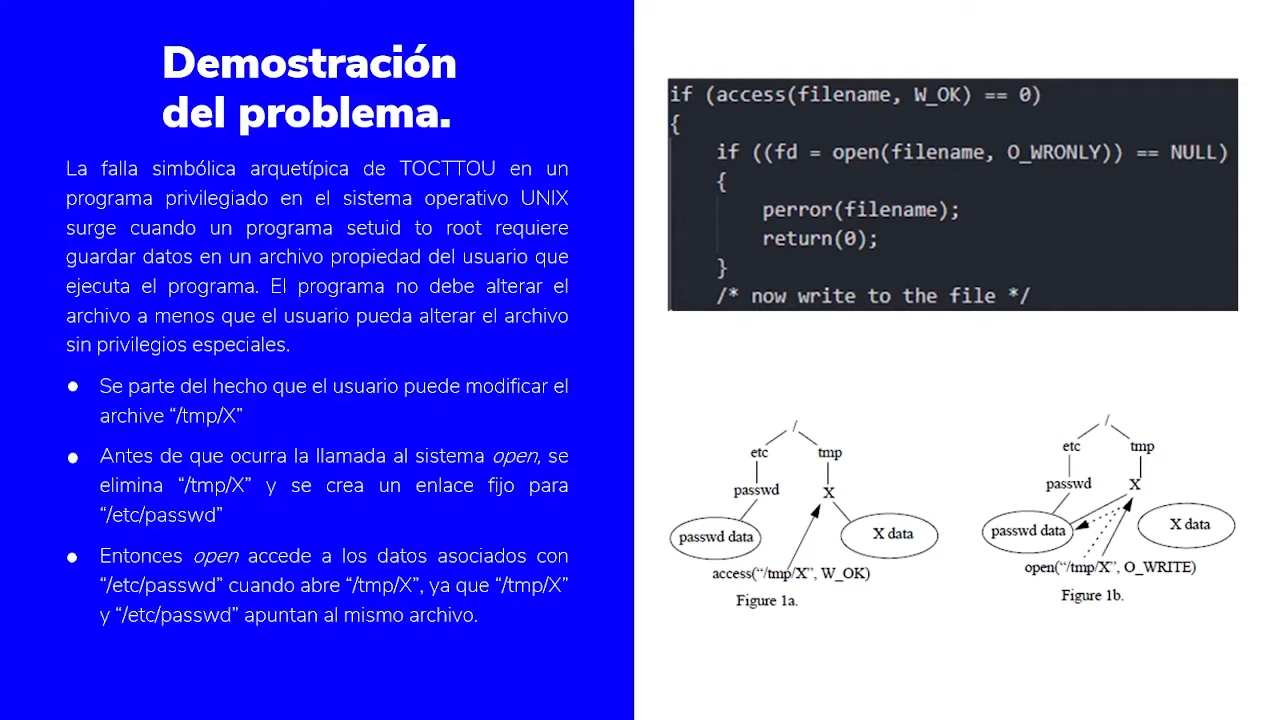 Demostración
del problema.
La falla simbólica arquetípica de TOCTTOU en un
programa privilegiado en el sistema operativo UNIX
surge cuando un programa setuid to root requiere
guardar datos en un archivo propiedad del usuario que
ejecuta el programa. El programa no debe alterar el
archivo a menos que el usuario pueda alterar el archivo
sin privilegios especiales.
● Se parte del hecho que el usuario puede modificar el
archive “/tmp/X”
● Antes de que ocurra la llamada al sistema open, se
elimina “/tmp/X” y se crea un enlace fijo para
“/etc/passwd”
● Entonces open accede a los datos asociados con
“/etc/passwd” cuando abre “/tmp/X”, ya que “/tmp/X”
y “/etc/passwd” apuntan al mismo archivo.
if (access(filename, W_OK) == 0)
{
if ((fd = open(filename, O_WRONLY)) == NULL)
{
perror(filename);
return(0);
}
/* now write to the file */
/
etc tmp
passwd X
passwd data X data
access(“/tmp/X”, W_OK)
Figure 1a.
/
etc tmp
passwd X
passwd data X data
open(“/tmp/X”, O_WRITE)
Figure 1b.